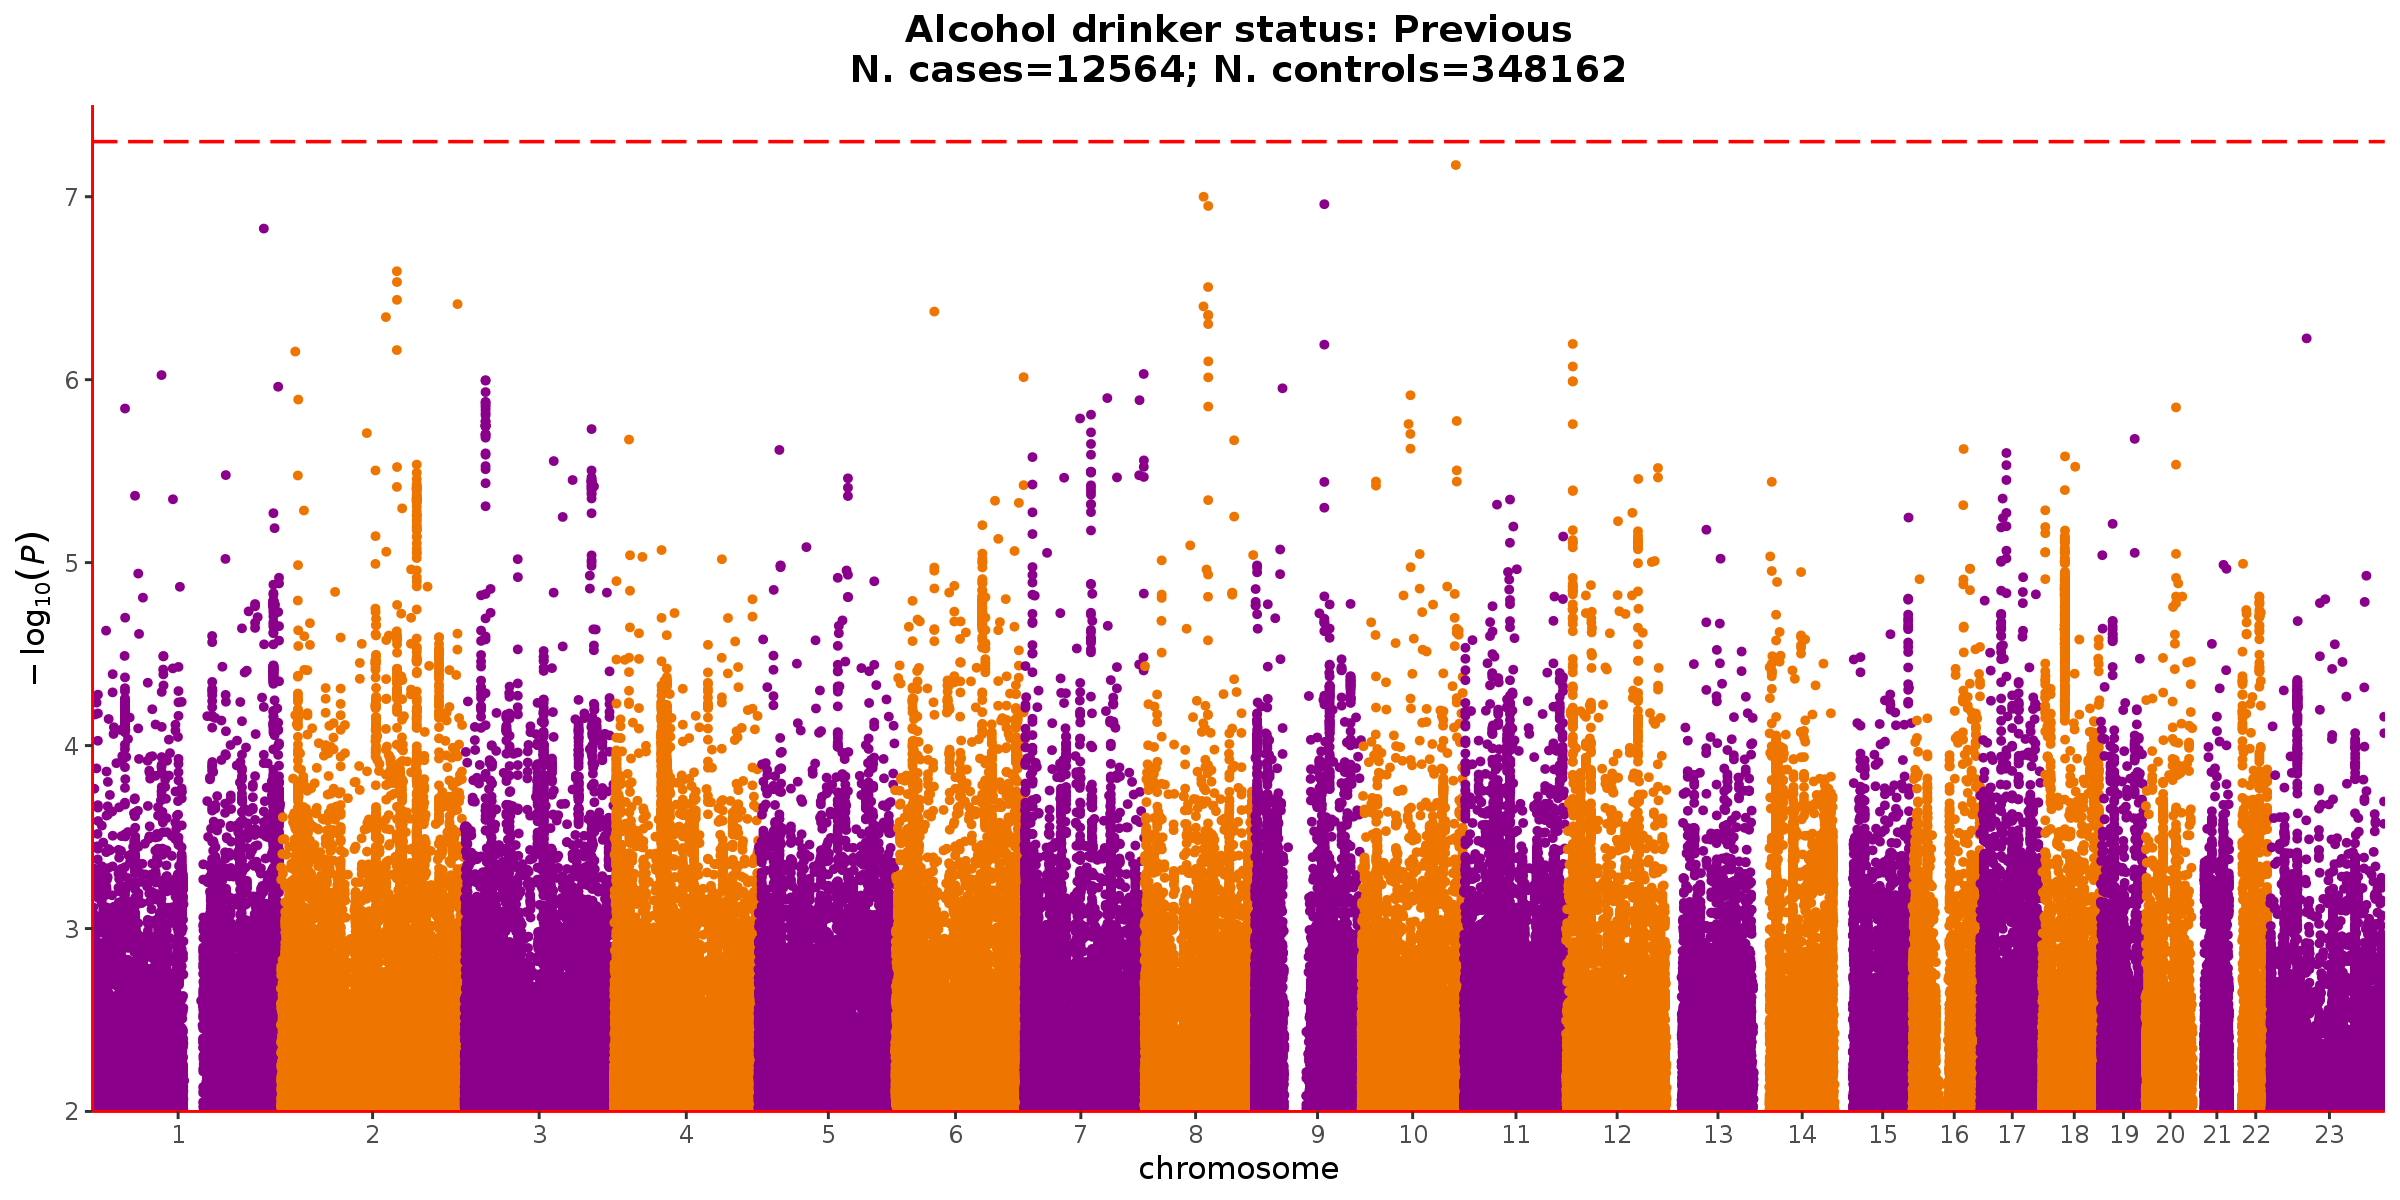 Alcohol drinker status: Previous
N. cases=12564; N. controls=348162
− log10(P)
7
6
5
4
3
2
1 2 3 4 5 6 7 8 9 10 11 12 13 14 15 16 17 18 19 20 21 22 23
chromosome